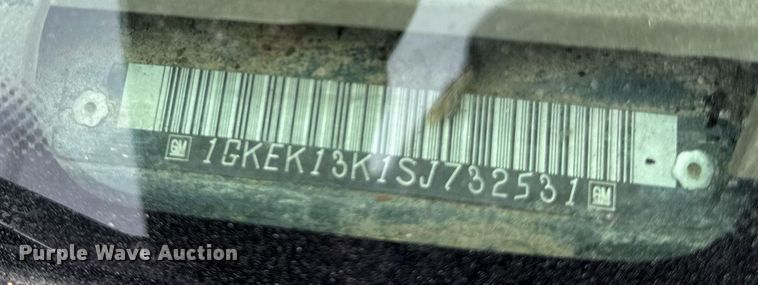 GM 1GKEK13K1SJ732531 GM
Purple Wave Auction